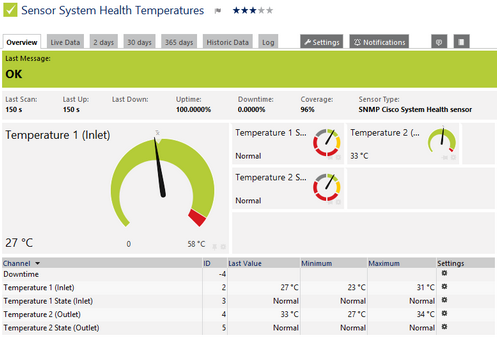 Sensor System Health Temperatures
Overview Live Data 2 days 30 days 365 days Historic Data Log Settings Notifications
Last Message:
OK
Last Scan: Last Up: Last Down: Uptime: Downtime: Coverage: Sensor Type:
150 s 150 s 100.0000% 0.0000% 96% SNMP Cisco System Health sensor
Temperature 1 (Inlet)
27 °C
0 58 °C
Temperature 1 S...
Normal
Temperature 2 (...
33 °C
Temperature 2 S...
Normal
Channel ID Last Value Minimum Maximum Settings
Downtime -4
Temperature 1 (Inlet) 2 27 °C 23 °C 31 °C
Temperature 1 State (Inlet) 3 Normal Normal Normal
Temperature 2 (Outlet) 4 33 °C 27 °C 34 °C
Temperature 2 State (Outlet) 5 Normal Normal Normal